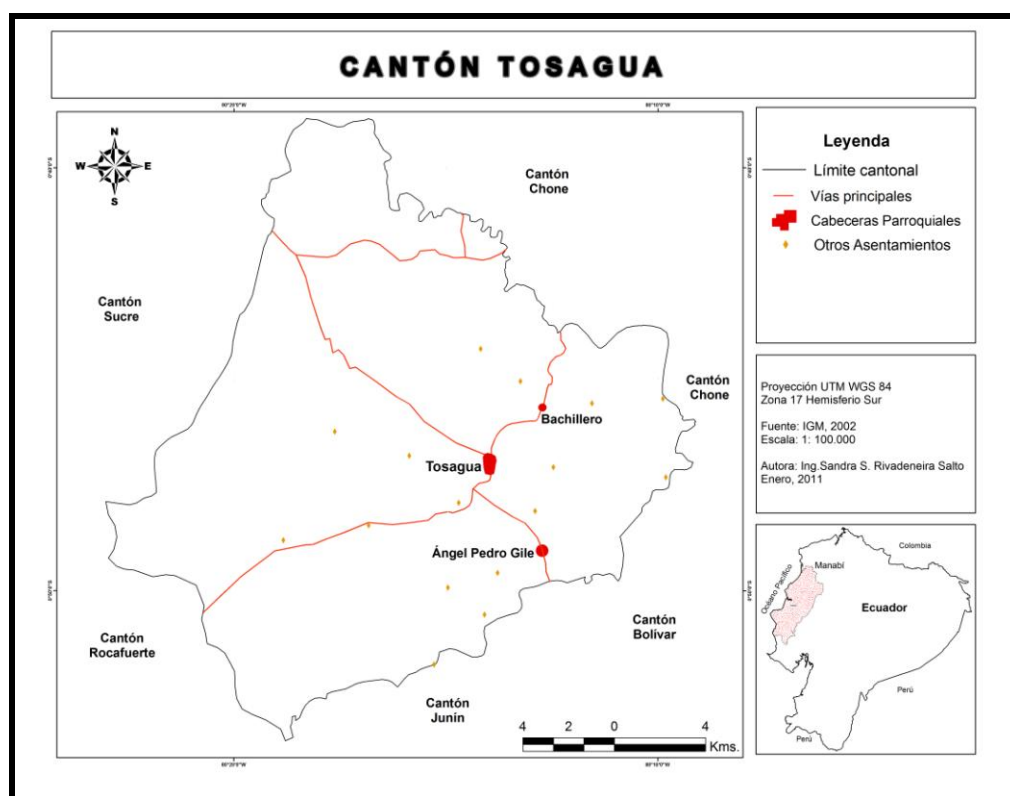 CANTÓN TOSAGUA
N
W
E
S
Cantón
Chone
Cantón
Sucre
Cantón
Chone
Bachillero
Tosagua
Ángel Pedro Gile
Cantón
Bolívar
Cantón
Rocafuerte
Cantón
Junín
4 2 0 4
Kms.
Leyenda
Límite cantonal
Vías principales
Cabeceras Parroquiales
Otros Asentamientos
Proyección UTM WGS 84
Zona 17 Hemisferio Sur
Fuente: IGM, 2002
Escala: 1: 100.000
Autora: Ing.Sandra S. Rivadeneira Salto
Enero, 2011
Colombia
Manabí
Océano Pacífico
Ecuador
Perú
Perú